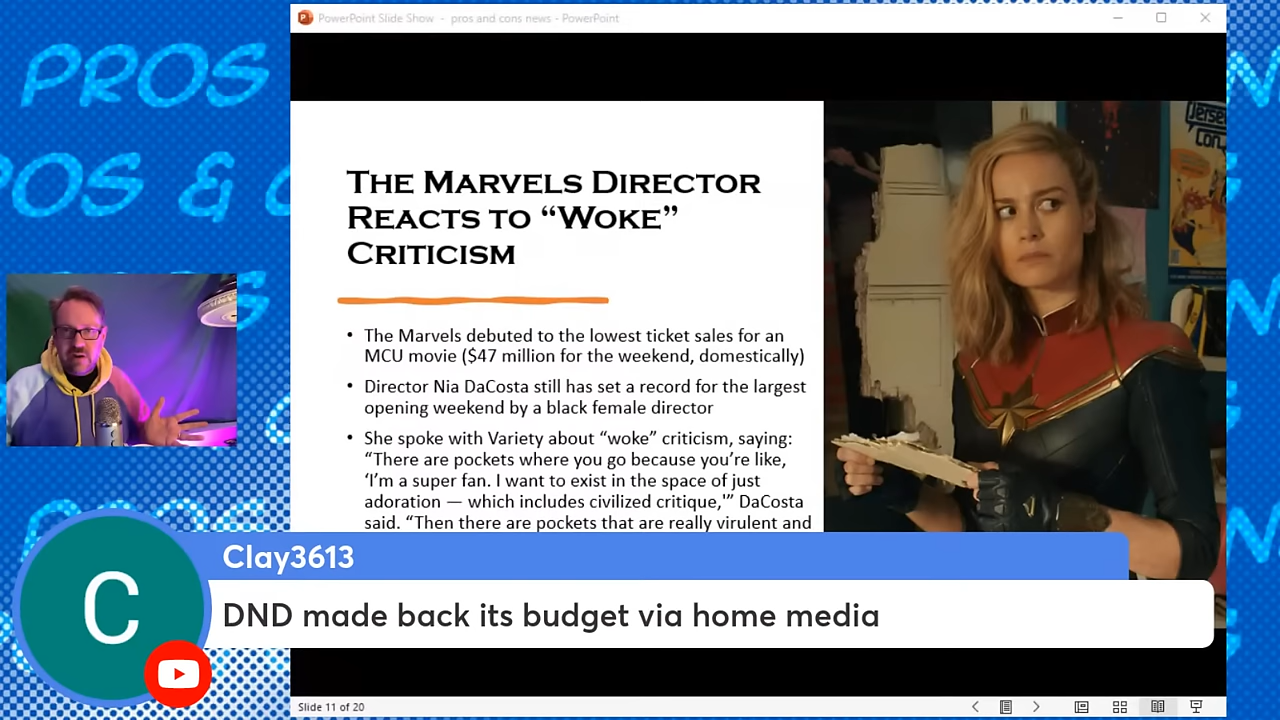 PowerPoint Slide Show - pros and cons news - PowerPoint
PROS
POS & C
THE MARVELS DIRECTOR
REACTS TO “WOKE”
CRITICISM
• The Marvels debuted to the lowest ticket sales for an
MCU movie ($47 million for the weekend, domestically)
• Director Nia DaCosta still has set a record for the largest
opening weekend by a black female director
• She spoke with Variety about “woke” criticism, saying:
“There are pockets where you go because you’re like,
‘I’m a super fan. I want to exist in the space of just
adoration — which includes civilized critique,'” DaCosta
said. “Then there are pockets that are really virulent and
Jersey
Con
C
Clay3613
DND made back its budget via home media
Slide 11 of 20